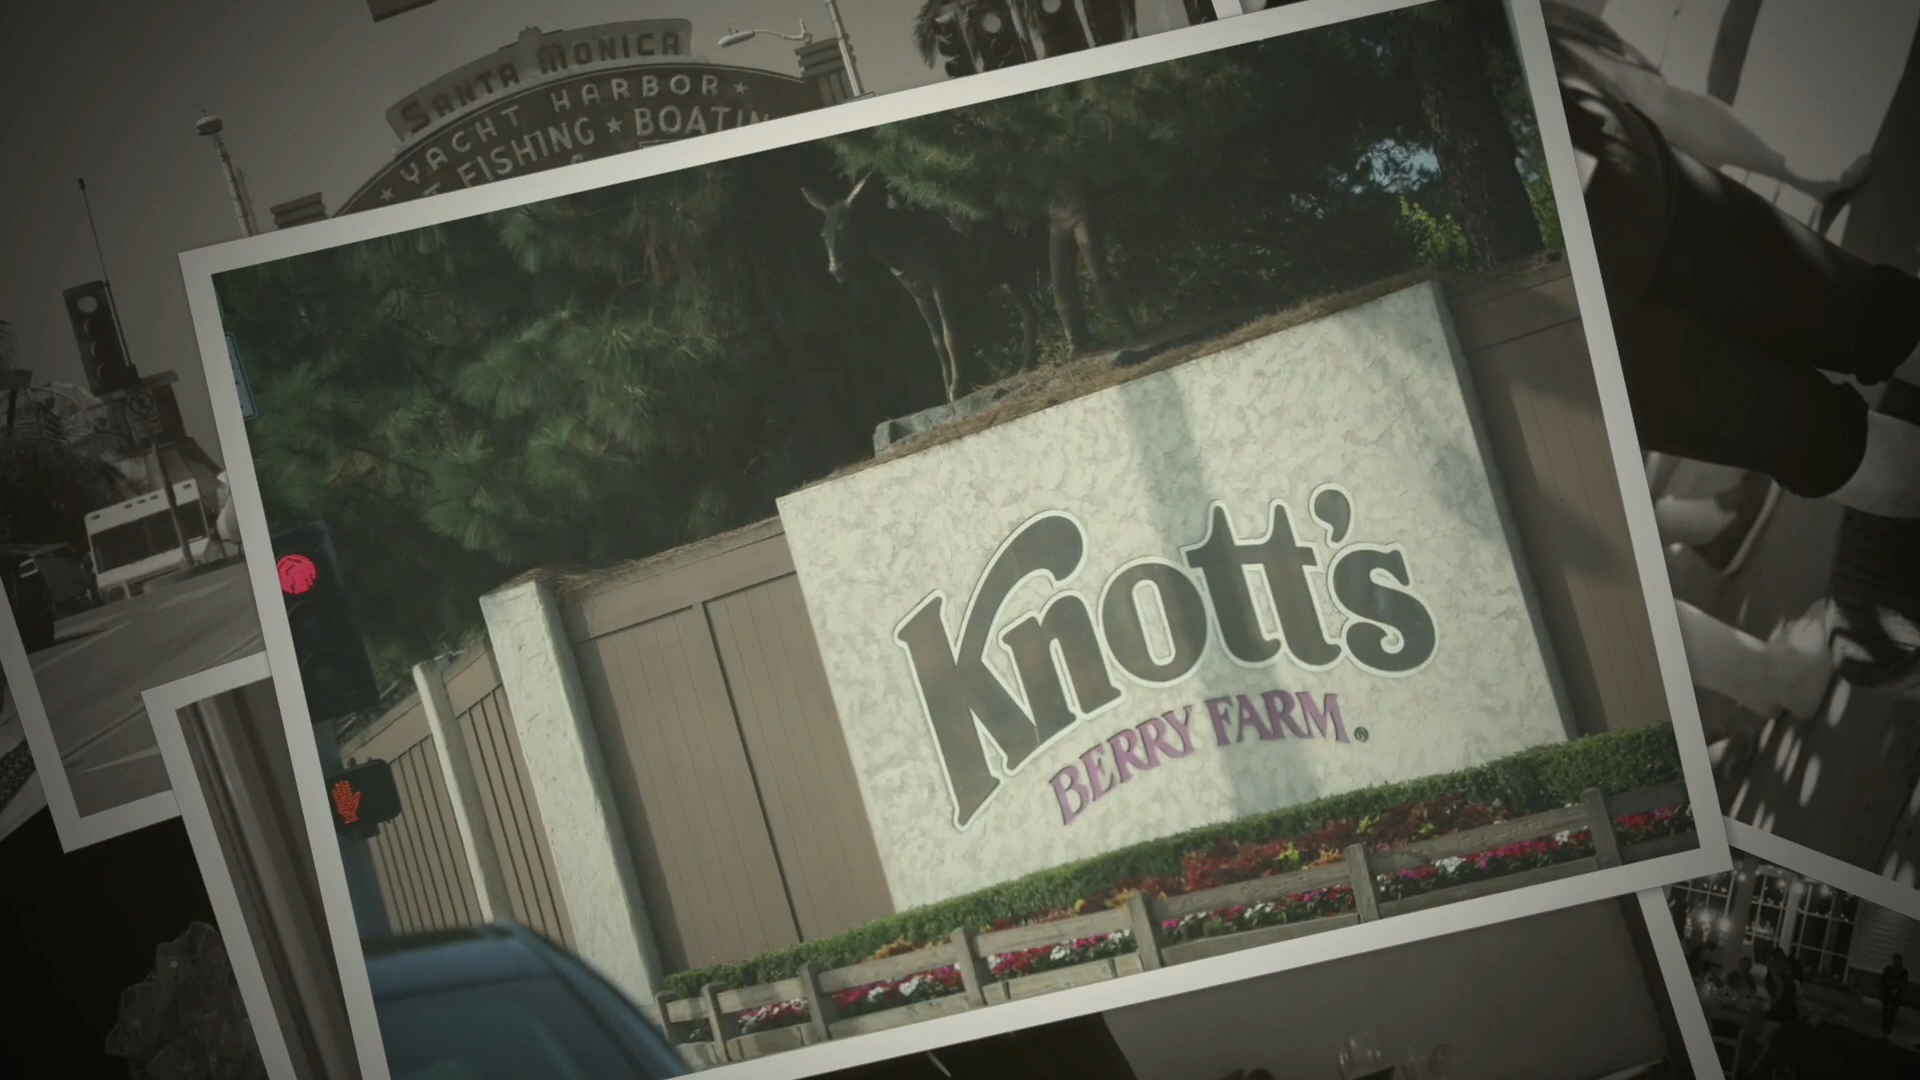 SANTA MONICA
★ YACHT HARBOR ★
FISHING ★ BOATIN
Knott's
BERRY FARM®